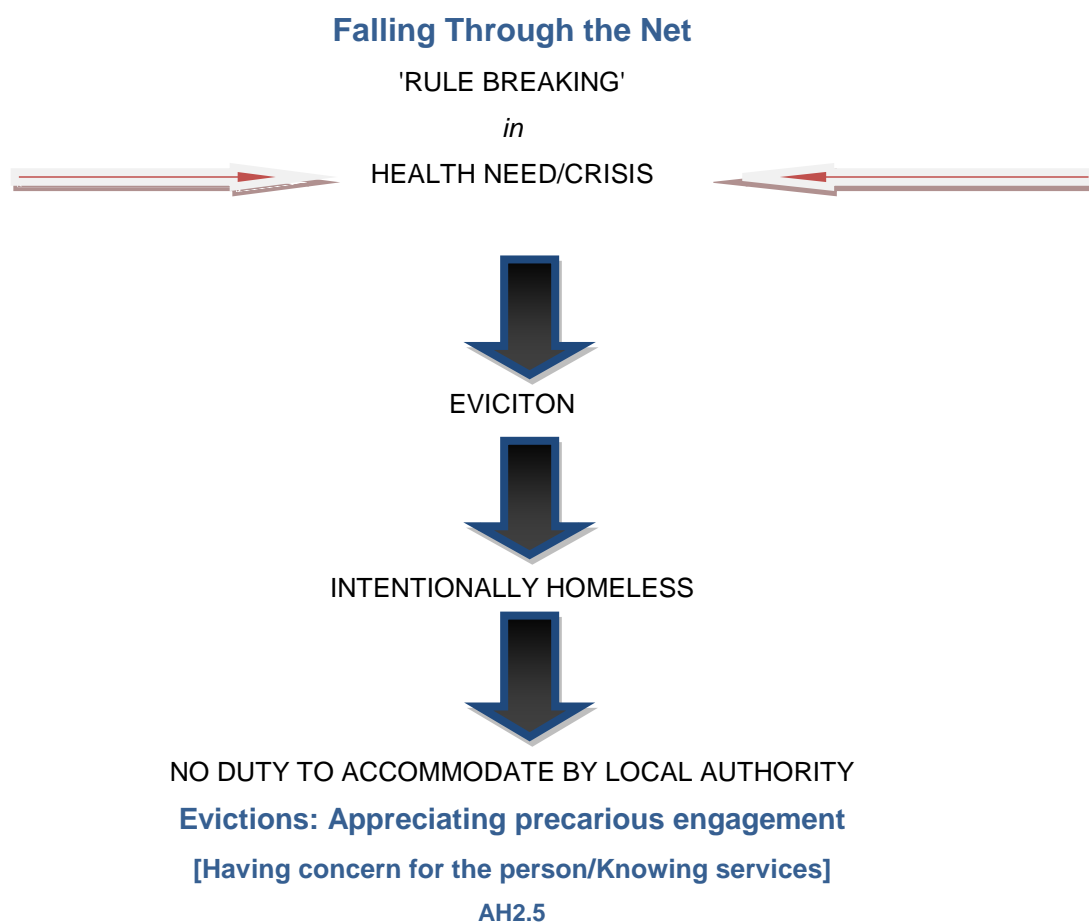 Falling Through the Net
'RULE BREAKING'
in
HEALTH NEED/CRISIS
EVICITON
INTENTIONALLY HOMELESS
NO DUTY TO ACCOMMODATE BY LOCAL AUTHORITY
Evictions: Appreciating precarious engagement
[Having concern for the person/Knowing services]
AH2.5